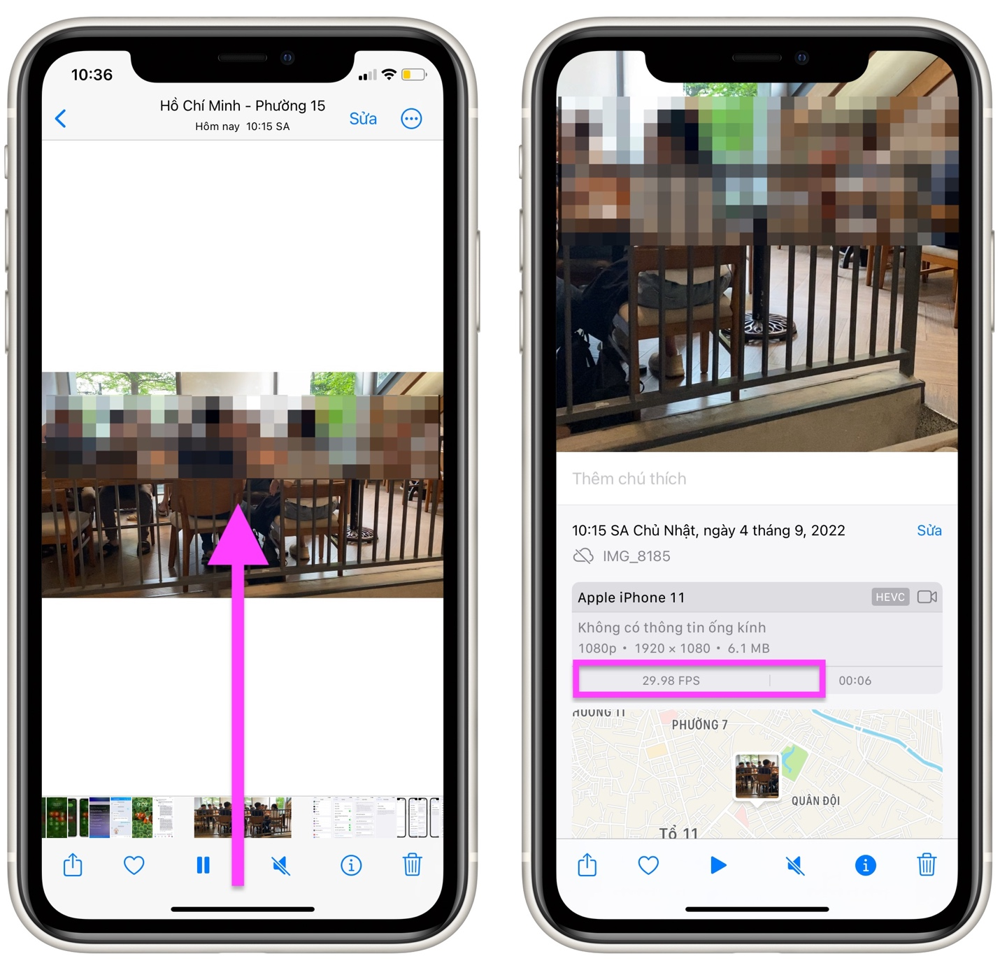 10:36
Hồ Chí Minh - Phường 15
Hôm nay 10:15 SA
Sửa
9:02
Thêm chú thích
10:15 SA Chủ Nhật, ngày 4 tháng 9, 2022
Sửa
IMG_8185
Apple iPhone 11
HEVC
Không có thông tin ống kính
1080p • 1920 × 1080 • 6.1 MB
29.98 FPS
00:06
PHƯỜNG 7
QUÂN ĐỘI
TỔ 11